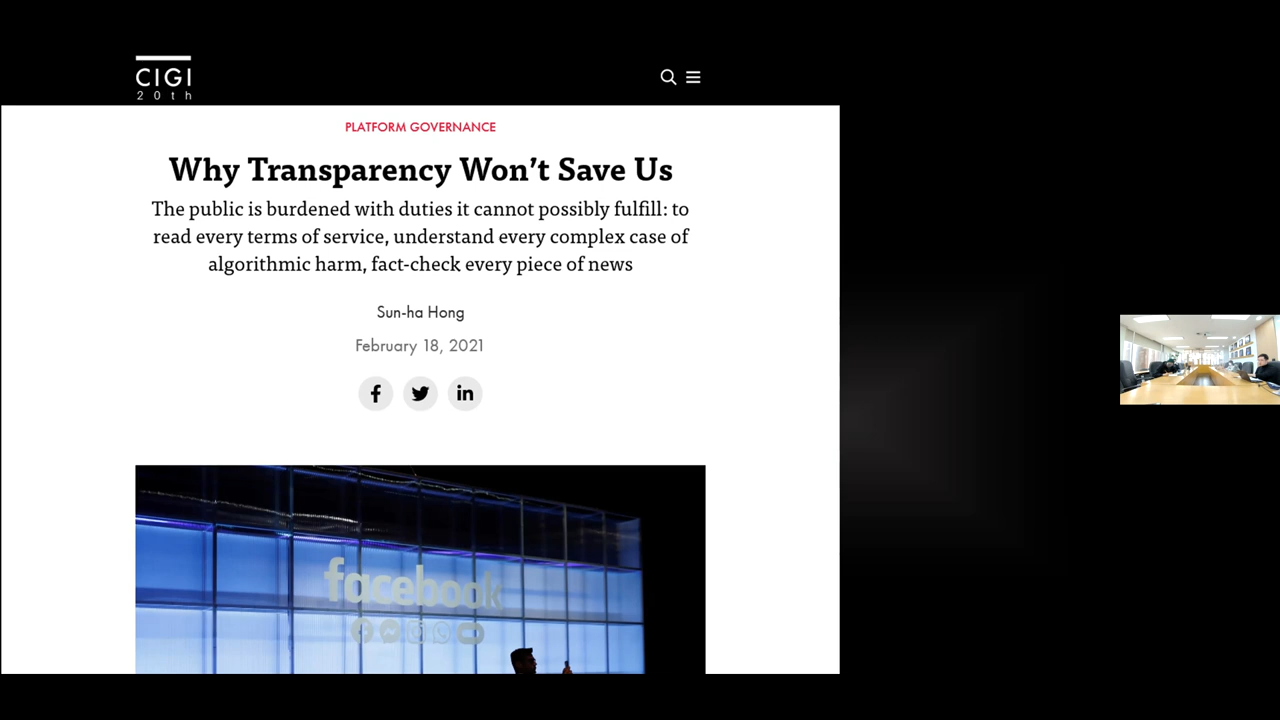 CIGI
20th
PLATFORM GOVERNANCE
Why Transparency Won’t Save Us
The public is burdened with duties it cannot possibly fulfill: to
read every terms of service, understand every complex case of
algorithmic harm, fact-check every piece of news
Sun-ha Hong
February 18, 2021
facebook